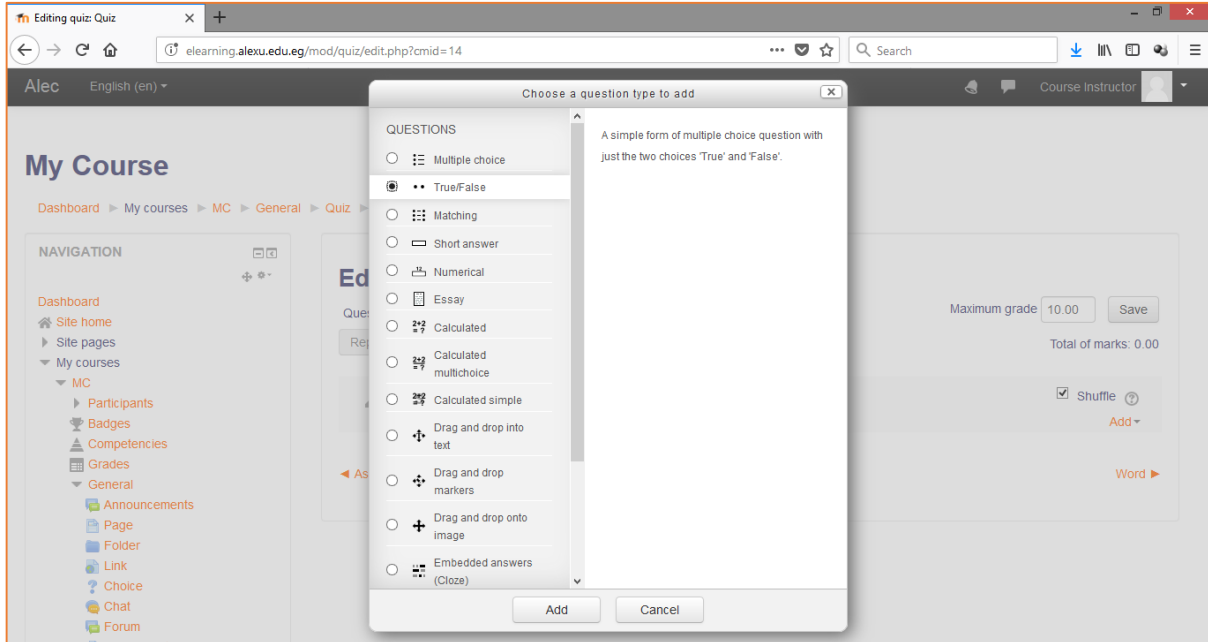 Editing quiz: Quiz
elearning.alexu.edu.eg/mod/quiz/edit.php?cmid=14
Search
Alec English (en)
Course Instructor
Choose a question type to add
QUESTIONS
Multiple choice
True/False
Matching
Short answer
Numerical
Essay
Calculated
Calculated
multichoice
Calculated simple
Drag and drop into
text
Drag and drop
markers
Drag and drop onto
image
Embedded answers
(Cloze)
A simple form of multiple choice question with
just the two choices 'True' and 'False'.
Add Cancel
My Course
Dashboard My courses MC General Quiz
NAVIGATION
Dashboard
Site home
Site pages
My courses
MC
Participants
Badges
Competencies
Grades
General
Announcements
Page
Folder
Link
Choice
Chat
Forum
Ed
Ques
Rep
Maximum grade 10.00 Save
Total of marks: 0.00
Shuffle
Add
As
Word